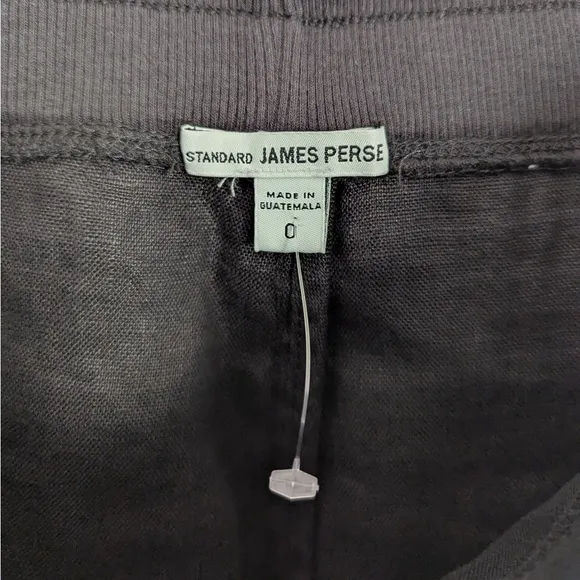 STANDARD JAMES PERSE
MADE IN
GUATEMALA
0